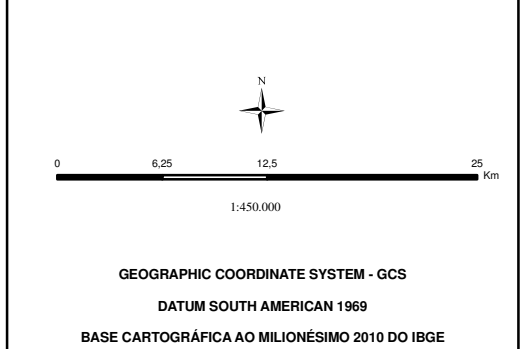 N
0 6,25 12,5 25
Km
1:450.000
GEOGRAPHIC COORDINATE SYSTEM - GCS
DATUM SOUTH AMERICAN 1969
BASE CARTOGRÁFICA AO MILIONÉSIMO 2010 DO IBGE